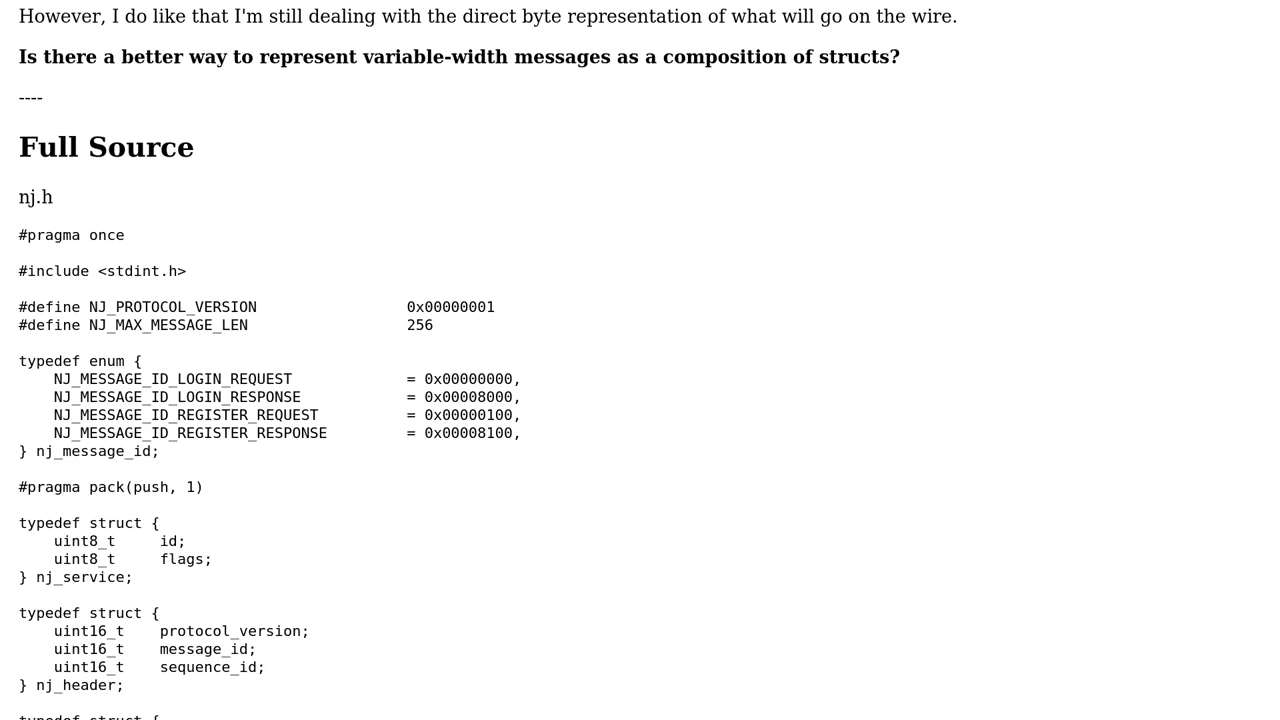 However, I do like that I'm still dealing with the direct byte representation of what will go on the wire.
Is there a better way to represent variable-width messages as a composition of structs?
----
Full Source
nj.h
#pragma once
#include <stdint.h>
#define NJ_PROTOCOL_VERSION                 0x00000001
#define NJ_MAX_MESSAGE_LEN                  256
typedef enum {
    NJ_MESSAGE_ID_LOGIN_REQUEST             = 0x00000000,
    NJ_MESSAGE_ID_LOGIN_RESPONSE            = 0x00008000,
    NJ_MESSAGE_ID_REGISTER_REQUEST          = 0x00000100,
    NJ_MESSAGE_ID_REGISTER_RESPONSE         = 0x00008100,
} nj_message_id;
#pragma pack(push, 1)
typedef struct {
    uint8_t     id;
    uint8_t     flags;
} nj_service;
typedef struct {
    uint16_t    protocol_version;
    uint16_t    message_id;
    uint16_t    sequence_id;
} nj_header;
typedef struct {